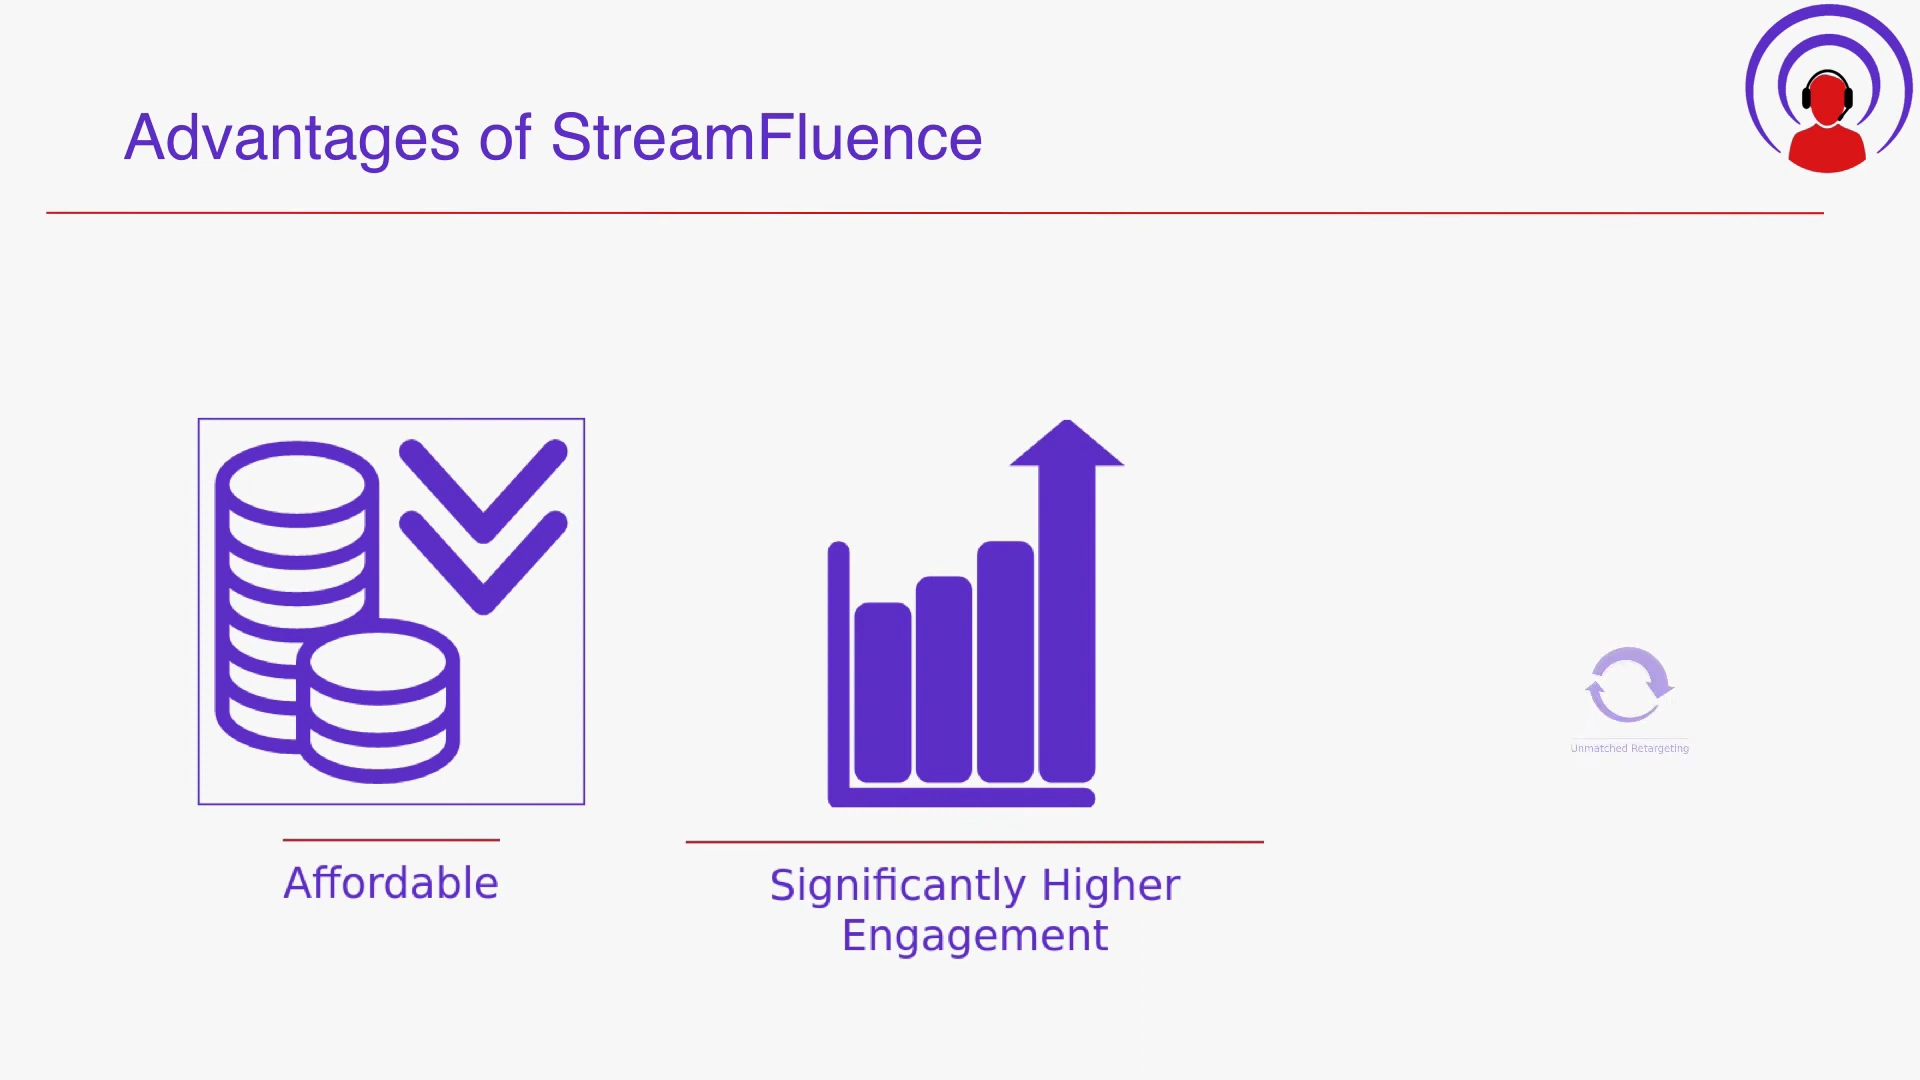 Advantages of StreamFluence
Affordable
Significantly Higher
Engagement
Unmatched Retargeting